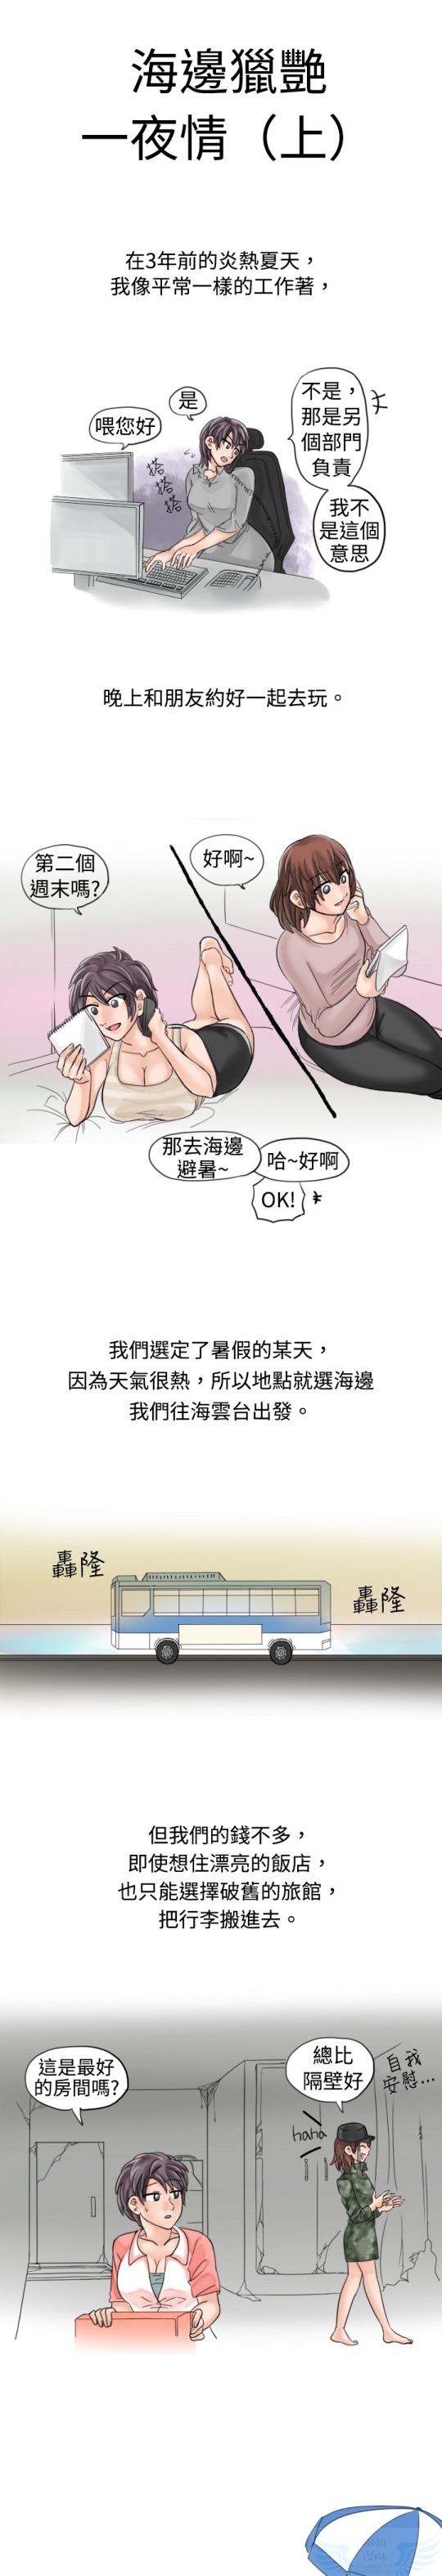 海邊獵艷
一夜情（上）
在3年前的炎熱夏天，
我像平常一樣的工作著，
喂您好
是
不是，
那是另
個部門
負責
我不
是這個
意思
搭
搭
搭
晚上和朋友約好一起去玩。
第二個
週末嗎?
好啊~
那去海邊
避暑~
哈~好啊
OK!
我們選定了暑假的某天，
因為天氣很熱，所以地點就選海邊
我們往海雲台出發。
轟隆
轟隆
但我們的錢不多，
即使想住漂亮的飯店，
也只能選擇破舊的旅館，
把行李搬進去。
這是最好
的房間嗎?
總比
隔壁好
自我
安慰...
haha